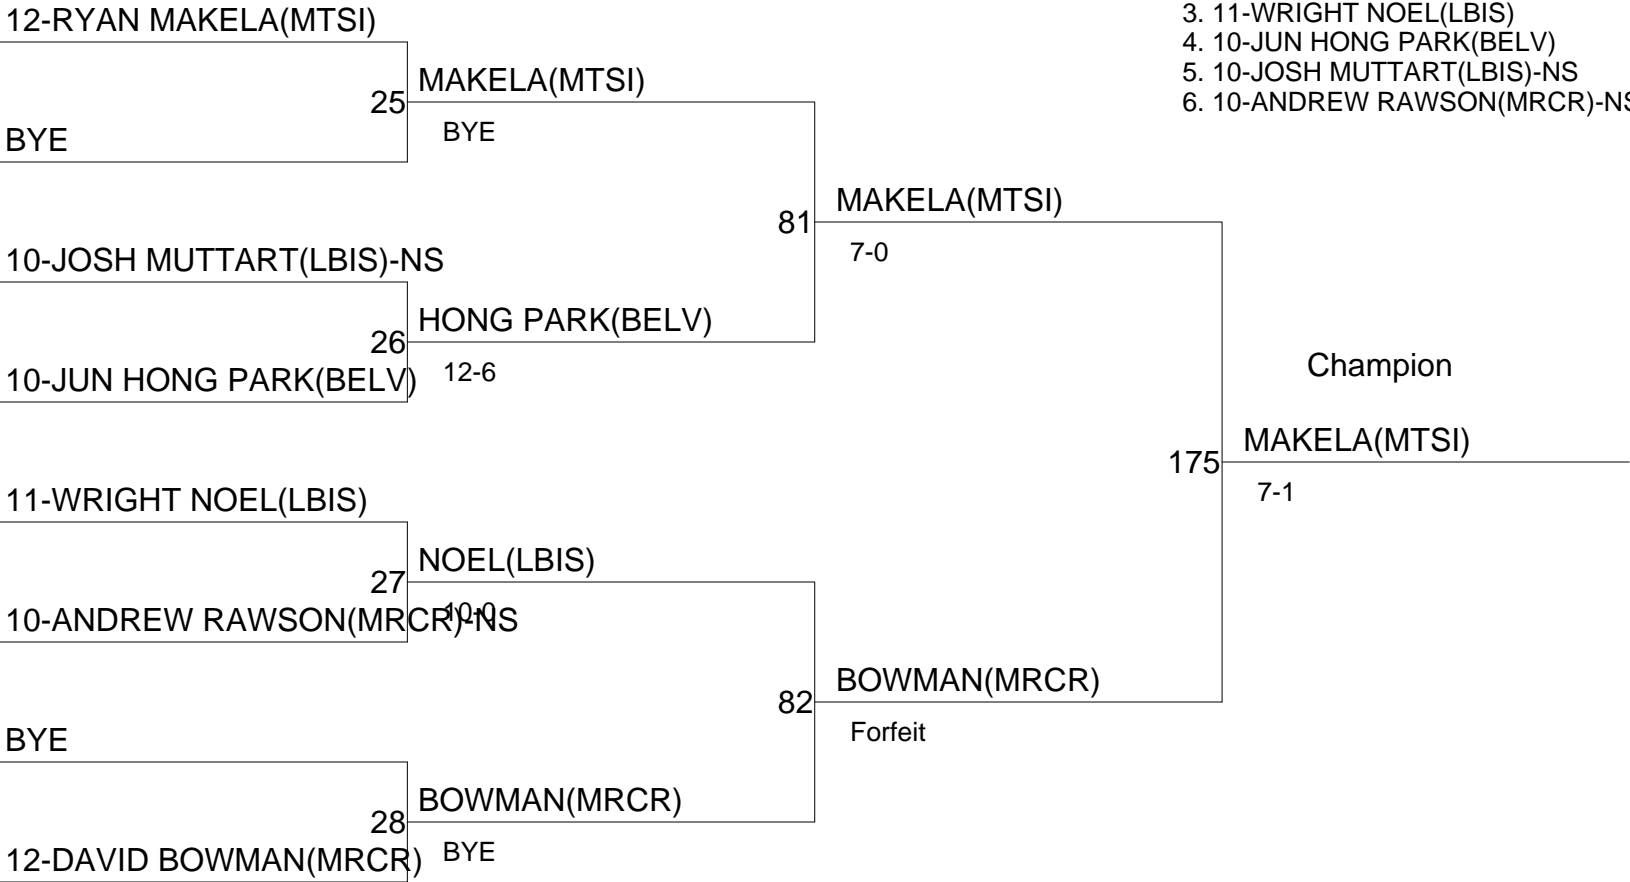 12-RYAN MAKELA(MTSI)
3. 11-WRIGHT NOEL(LBIS)
4. 10-JUN HONG PARK(BELV)
5. 10-JOSH MUTTART(LBIS)-NS
6. 10-ANDREW RAWSON(MRCR)-NS
MAKELA(MTSI)
25
BYE
BYE
MAKELA(MTSI)
81
7-0
10-JOSH MUTTART(LBIS)-NS
HONG PARK(BELV)
26
12-6
10-JUN HONG PARK(BELV)
Champion
MAKELA(MTSI)
175
7-1
11-WRIGHT NOEL(LBIS)
NOEL(LBIS)
27
10-0
10-ANDREW RAWSON(MRCR)-NS
BOWMAN(MRCR)
82
Forfeit
BYE
BOWMAN(MRCR)
28
BYE
12-DAVID BOWMAN(MRCR)